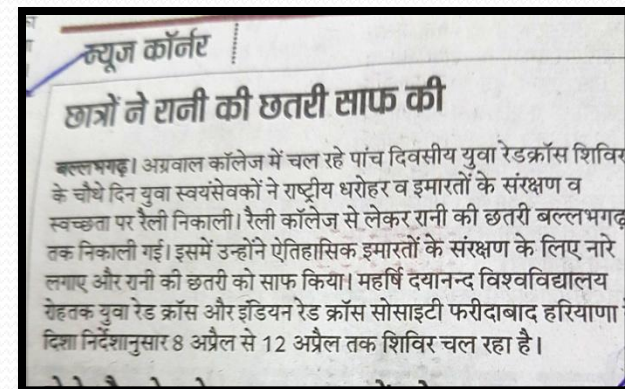 न्यूज कॉर्नर
छात्रों ने रानी की छतरी साफ की
बल्लभगढ़। अग्रवाल कॉलेज में चल रहे पांच दिवसीय युवा रेडक्रॉस शिविर
के चौथे दिन युवा स्वयंसेवकों ने राष्ट्रीय धरोहर व इमारतों के संरक्षण व
स्वच्छता पर रैली निकाली। रैली कॉलेज से लेकर रानी की छतरी बल्लभगढ़
तक निकाली गई। इसमें उन्होंने ऐतिहासिक इमारतों के संरक्षण के लिए नारे
लगाए और रानी की छतरी को साफ किया। महर्षि दयानन्द विश्वविद्यालय
रोहतक युवा रेड क्रॉस और इंडियन रेड क्रॉस सोसाइटी फरीदाबाद हरियाणा
दिशा निर्देशानुसार 8 अप्रैल से 12 अप्रैल तक शिविर चल रहा है।